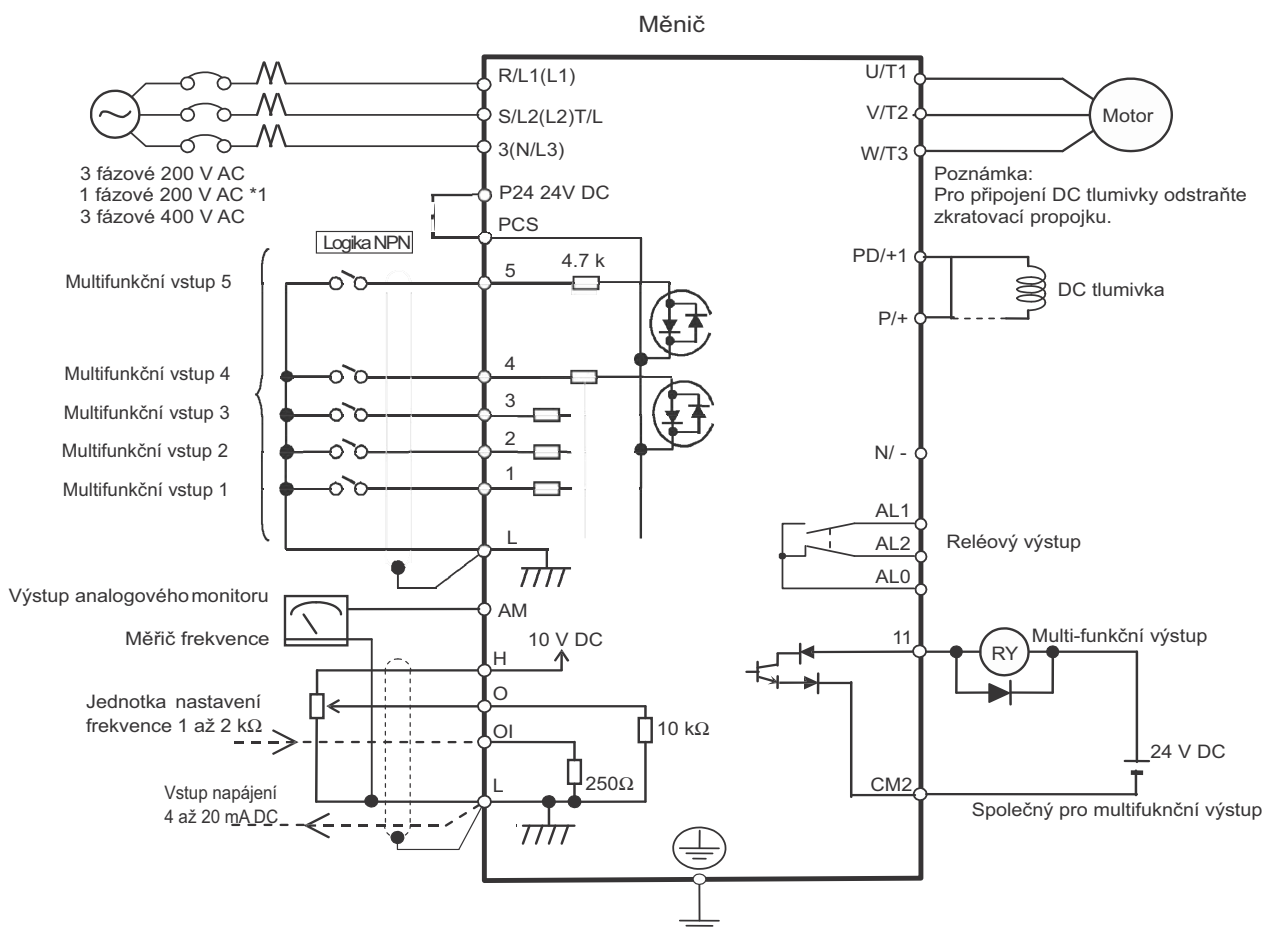 Měnič
R/L1(L1)
S/L2(L2)T/L
3(N/L3)
3 fázové 200 V AC
1 fázové 200 V AC *1
3 fázové 400 V AC
P24 24V DC
PCS
Logika NPN
Multifunkční vstup 5
5
4.7 k
Multifunkční vstup 4
4
Multifunkční vstup 3
3
Multifunkční vstup 2
2
Multifunkční vstup 1
1
L
Výstup analogového monitoru
AM
Měřič frekvence
10 V DC
H
Jednotka nastavení
frekvence 1 až 2 kΩ
O
10 kΩ
OI
250Ω
Vstup napájení
4 až 20 mA DC
L
U/T1
V/T2
W/T3
Motor
Poznámka:
Pro připojení DC tlumivky odstraňte
zkratovací propojku.
PD/+1
DC tlumivka
P/+
N/ -
AL1
AL2
Reléový výstup
AL0
11
RY
Multi-funkční výstup
24 V DC
CM2
Společný pro multifuknční výstup